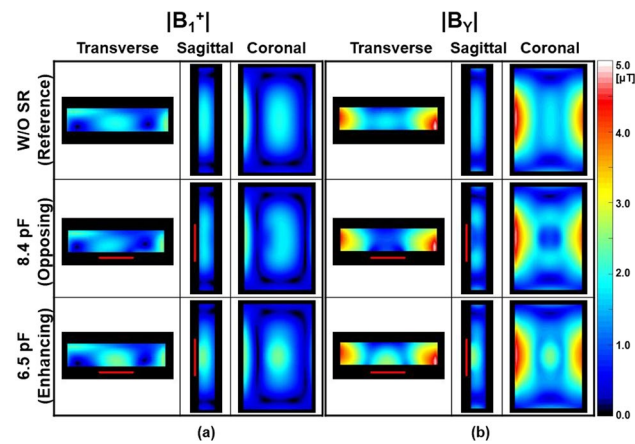 |B₁⁺|
|B_Y|
Transverse Sagittal Coronal
Transverse Sagittal Coronal
W/O SR
(Reference)
8.4 pF
(Opposing)
6.5 pF
(Enhancing)
5.0
[μT]
4.0
3.0
2.0
1.0
0.0
(a)
(b)